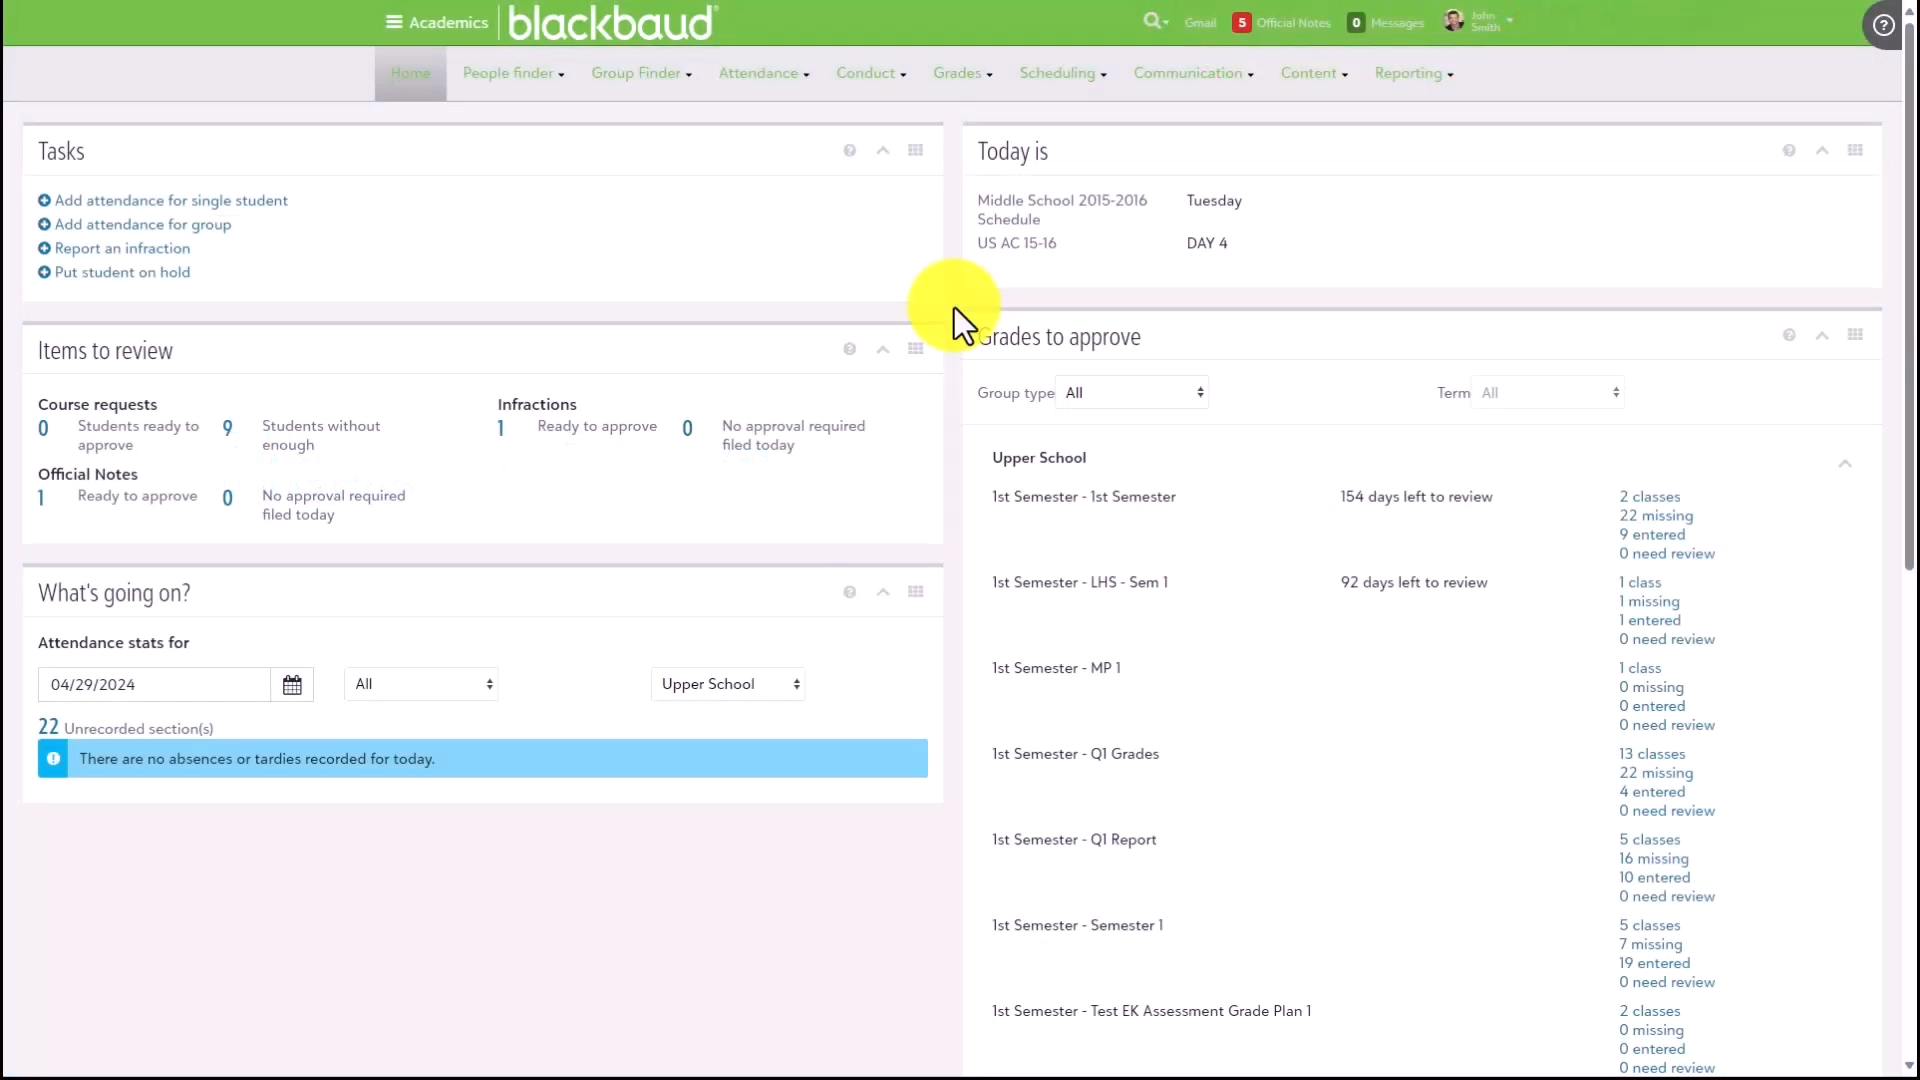 Academics blackbaud
Gmail 5 Official Notes 0 Messages John Smith
Home People finder Group Finder Attendance Conduct Grades Scheduling Communication Content Reporting
Tasks
Add attendance for single student
Add attendance for group
Report an infraction
Put student on hold
Items to review
Course requests
0 Students ready to approve
9 Students without enough
Infractions
1 Ready to approve
0 No approval required filed today
Official Notes
1 Ready to approve
0 No approval required filed today
What's going on?
Attendance stats for
04/29/2024 All Upper School
22 Unrecorded section(s)
There are no absences or tardies recorded for today.
Today is
Middle School 2015-2016 Schedule Tuesday
US AC 15-16 DAY 4
Grades to approve
Group type All Term All
Upper School
1st Semester - 1st Semester 154 days left to review 2 classes
22 missing
9 entered
0 need review
1st Semester - LHS - Sem 1 92 days left to review 1 class
1 missing
1 entered
0 need review
1st Semester - MP 1 1 class
0 missing
0 entered
0 need review
1st Semester - Q1 Grades 13 classes
22 missing
4 entered
0 need review
1st Semester - Q1 Report 5 classes
16 missing
10 entered
0 need review
1st Semester - Semester 1 5 classes
7 missing
19 entered
0 need review
1st Semester - Test EK Assessment Grade Plan 1 2 classes
0 missing
0 entered
0 need review